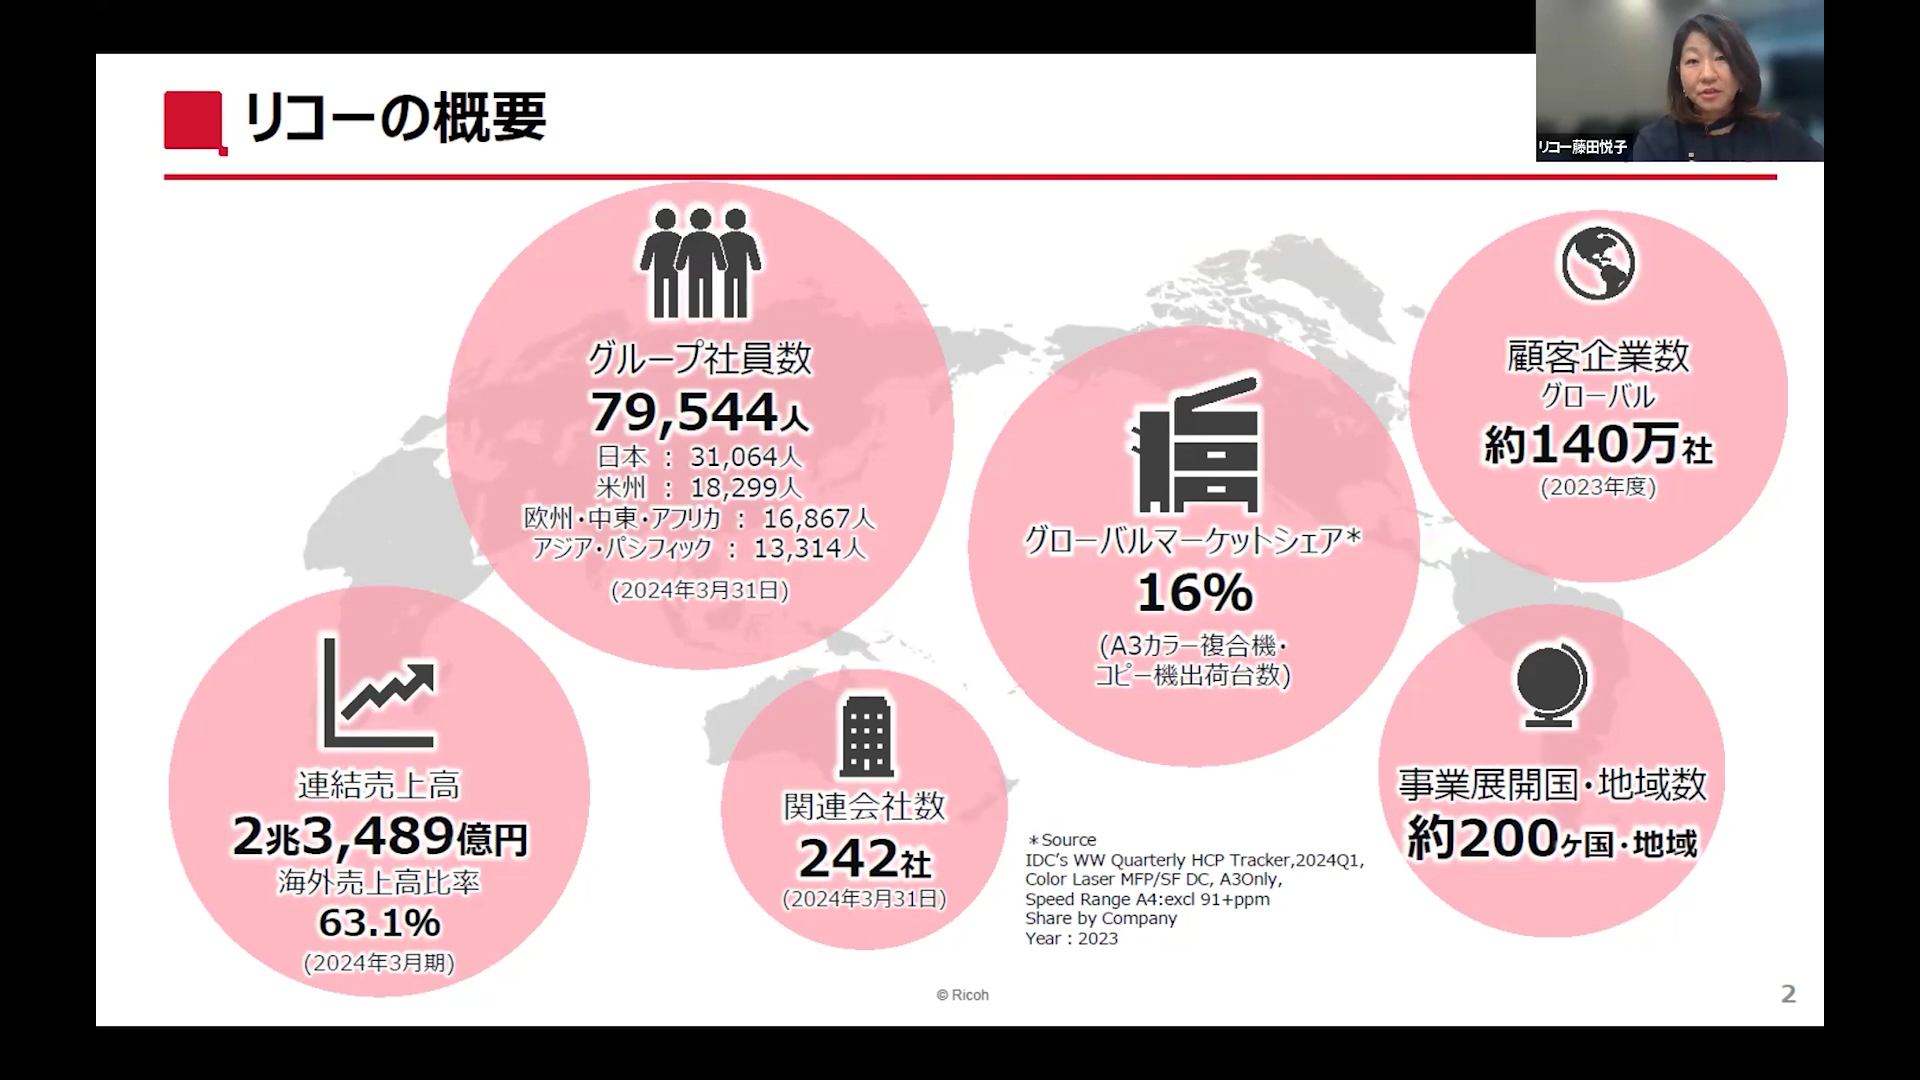 リコーの概要
リコー藤田悦子
グループ社員数
79,544人
日本 : 31,064人
米州 : 18,299人
欧州・中東・アフリカ : 16,867人
アジア・パシフィック : 13,314人
(2024年3月31日)
グローバルマーケットシェア*
16%
(A3カラー複合機・
コピー機出荷台数)
顧客企業数
グローバル
約140万社
(2023年度)
連結売上高
2兆3,489億円
海外売上高比率
63.1%
(2024年3月期)
関連会社数
242社
(2024年3月31日)
*Source
IDC's WW Quarterly HCP Tracker,2024Q1,
Color Laser MFP/SF DC, A3Only,
Speed Range A4:excl 91+ppm
Share by Company
Year : 2023
事業展開国・地域数
約200ヶ国・地域
© Ricoh
2